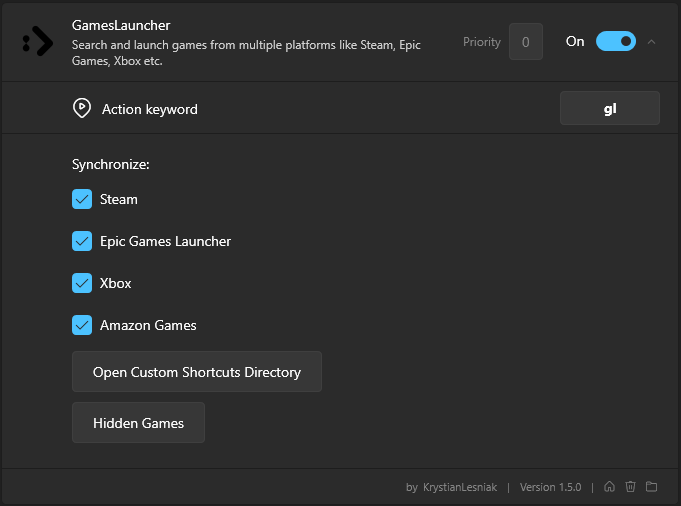 GamesLauncher
Search and launch games from multiple platforms like Steam, Epic
Games, Xbox etc.
Priority 0 On
Action keyword gl
Synchronize:
Steam
Epic Games Launcher
Xbox
Amazon Games
Open Custom Shortcuts Directory
Hidden Games
by KrystianLesniak | Version 1.5.0 |